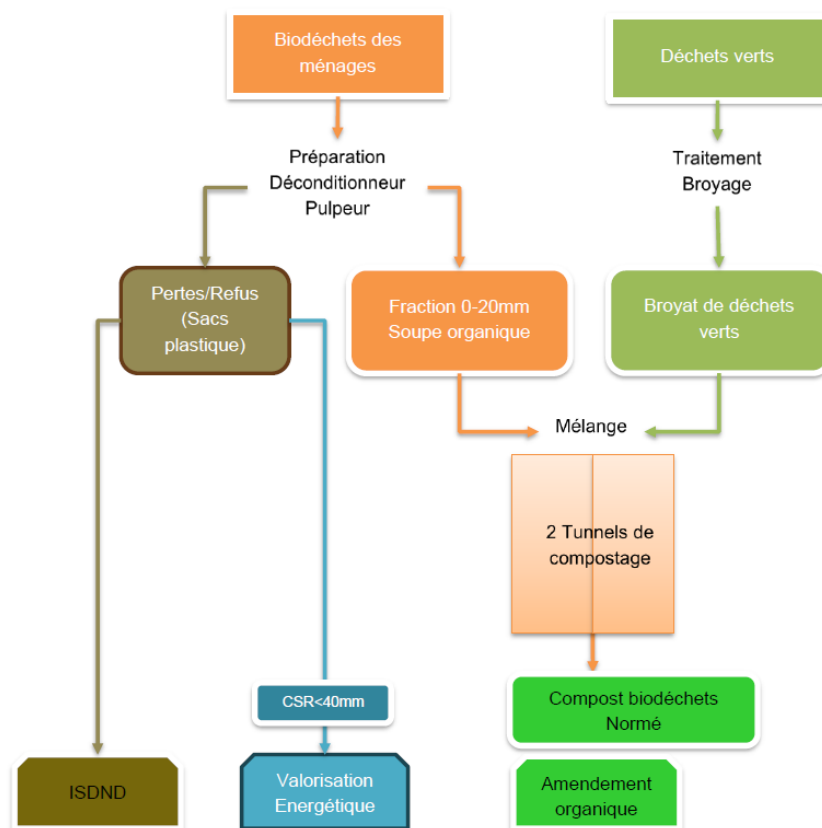 Biodéchets des
ménages
Déchets verts
Préparation
Déconditionneur
Pulpeur
Traitement
Broyage
Pertes/Refus
(Sacs
plastique)
Fraction 0-20mm
Soupe organique
Broyat de déchets
verts
Mélange
2 Tunnels de
compostage
CSR<40mm
Compost biodéchets
Normé
ISDND
Valorisation
Energétique
Amendement
organique